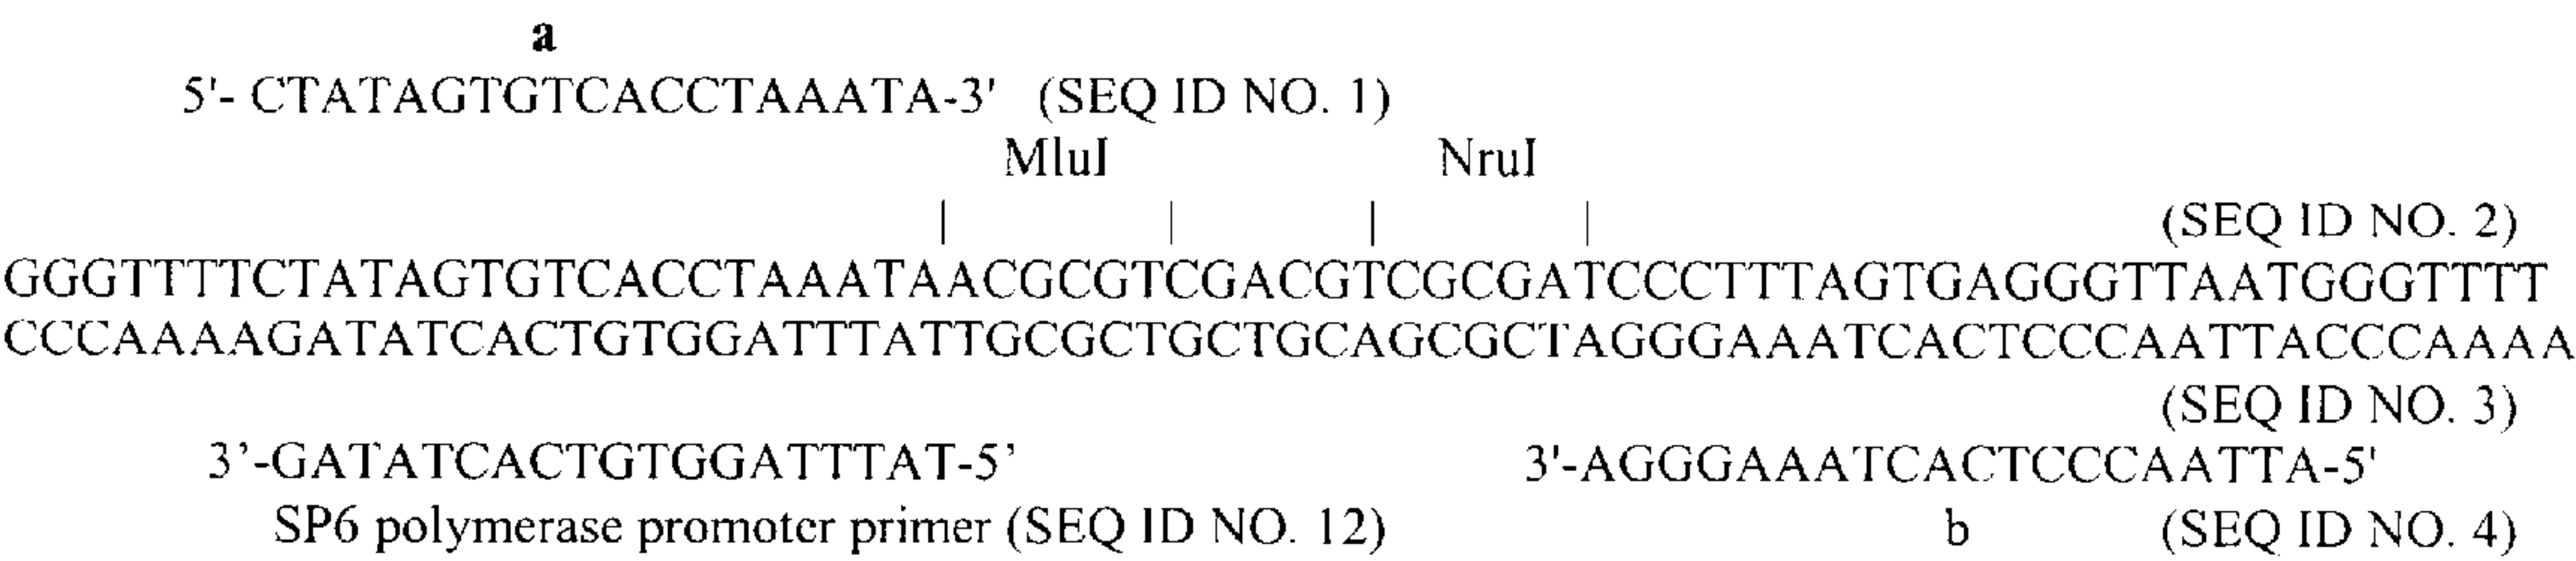 a
5'- CTATAGTGTCACCTAAATA-3' (SEQ ID NO. 1)
MluI NruI
| | | | (SEQ ID NO. 2)
GGGTTTTCTATAGTGTCACCTAAATAACGCGTCGACGTCGCGATCCCTTTAGTGAGGGTTAATGGGTTTT
CCCAAAAGATATCACTGTGGATTTATTGCGCTGCTGCAGCGCTAGGGAAATCACTCCCAATTACCCAAAA
(SEQ ID NO. 3)
3’-GATATCACTGTGGATTTAT-5’ 3'-AGGGAAATCACTCCCAATTA-5'
SP6 polymerase promoter primer (SEQ ID NO. 12) b (SEQ ID NO. 4)